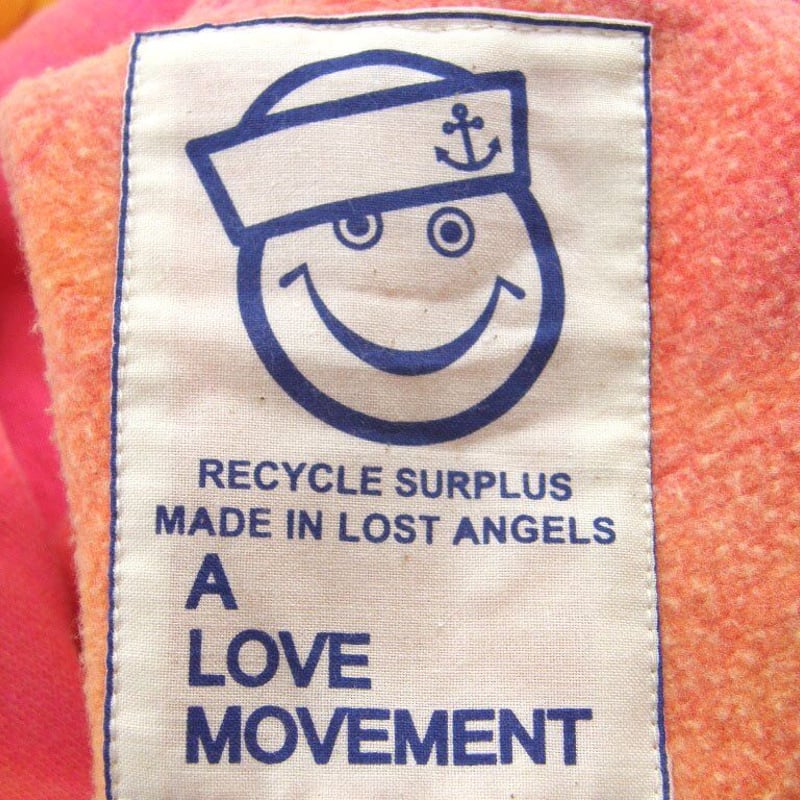 RECYCLE SURPLUS
MADE IN LOST ANGELS
A
LOVE
MOVEMENT